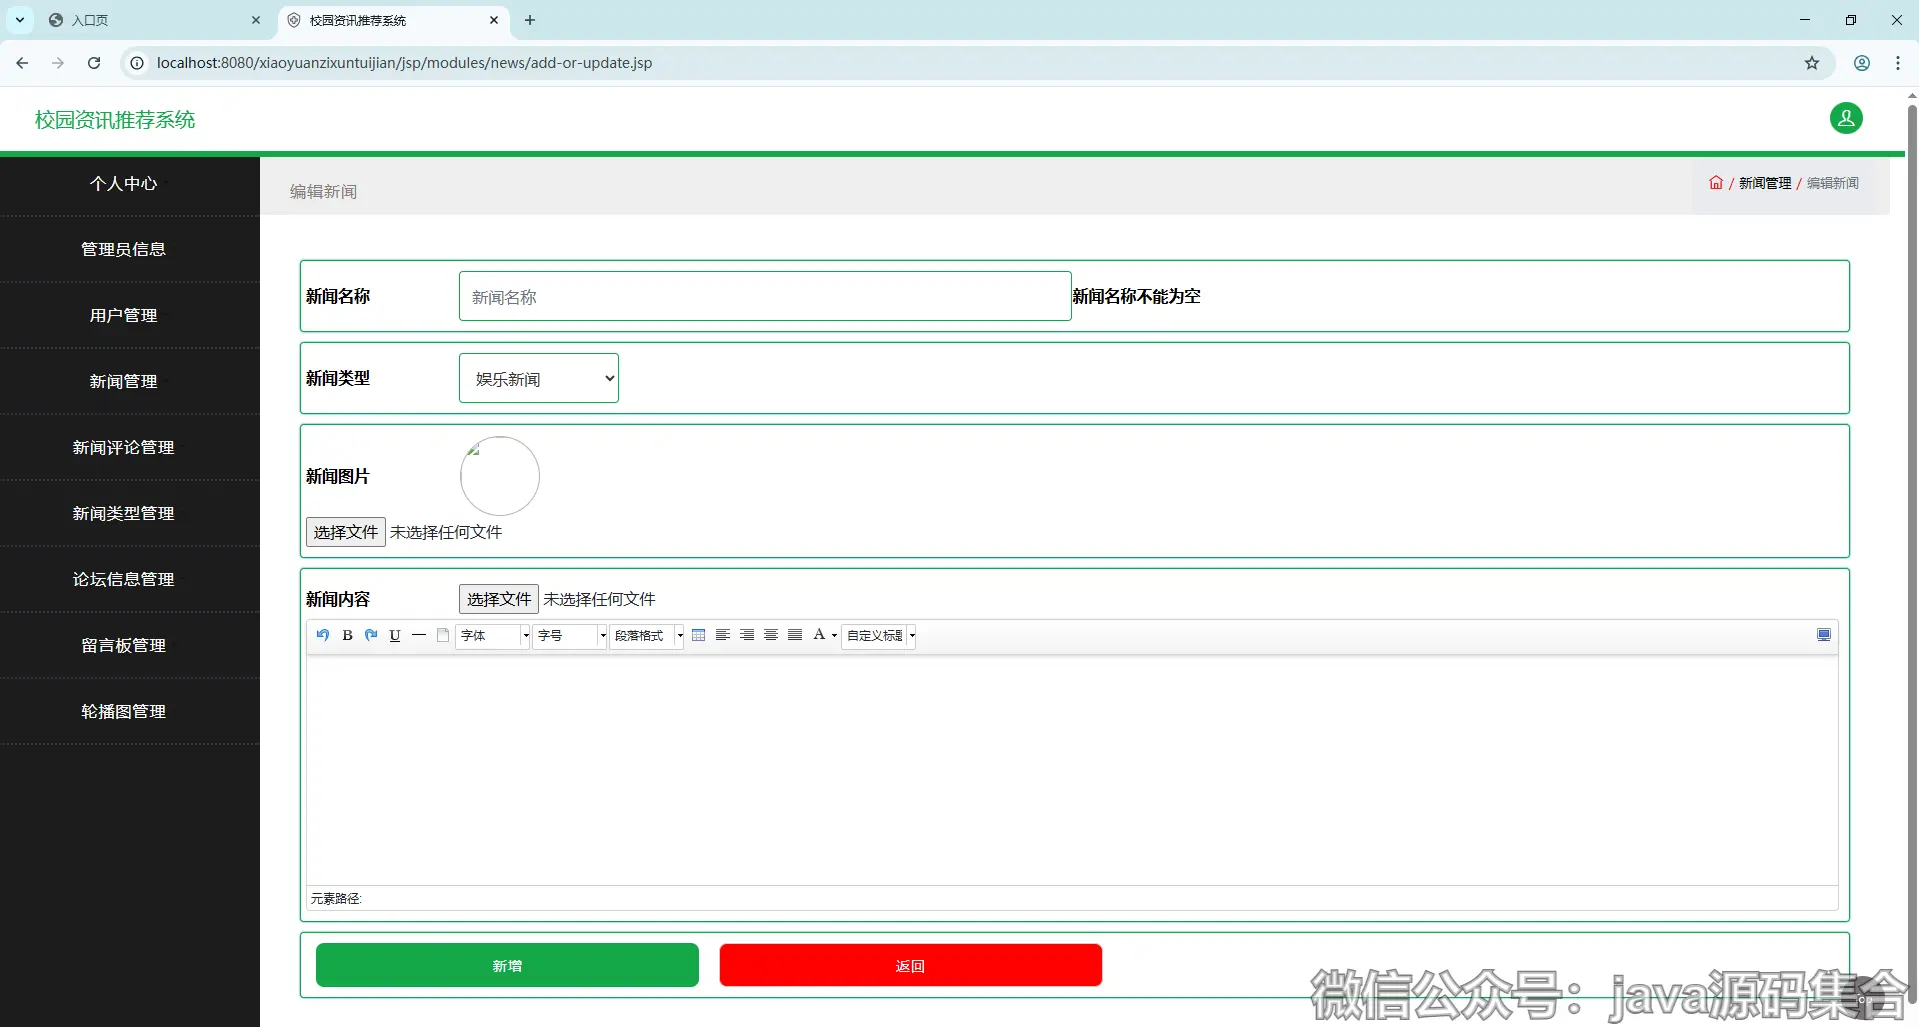 入口页
校园资讯推荐系统
localhost:8080/xiaoyuanzixuntuijian/jsp/modules/news/add-or-update.jsp
校园资讯推荐系统
个人中心
管理员信息
用户管理
新闻管理
新闻评论管理
新闻类型管理
论坛信息管理
留言板管理
轮播图管理
编辑新闻
/ 新闻管理 / 编辑新闻
新闻名称 新闻名称 新闻名称不能为空
新闻类型 娱乐新闻
新闻图片
选择文件 未选择任何文件
新闻内容 选择文件 未选择任何文件
B U 字体 字号 段落格式 A 自定义标题
元素路径:
新增 返回
微信公众号：java源码集合